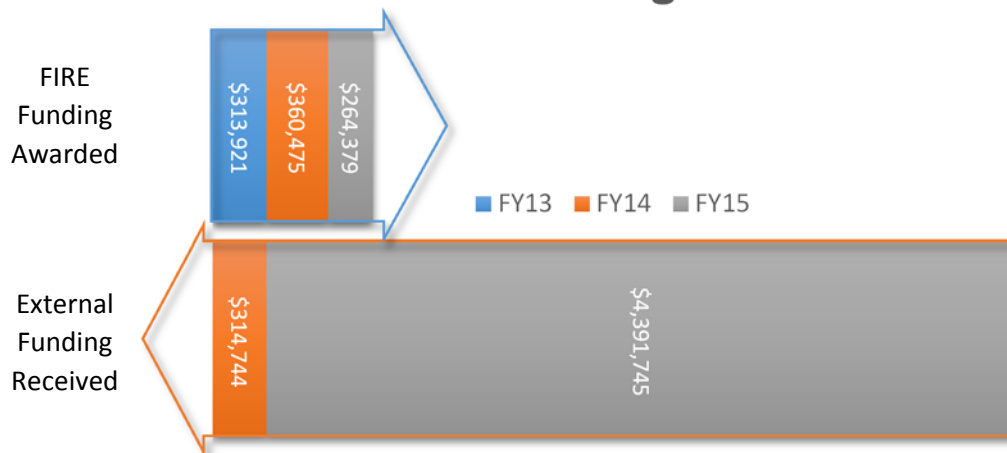 FIRE
Funding
Awarded
$313,921
$360,475
$264,379
FY13 FY14 FY15
External
Funding
Received
$314,744
$4,391,745